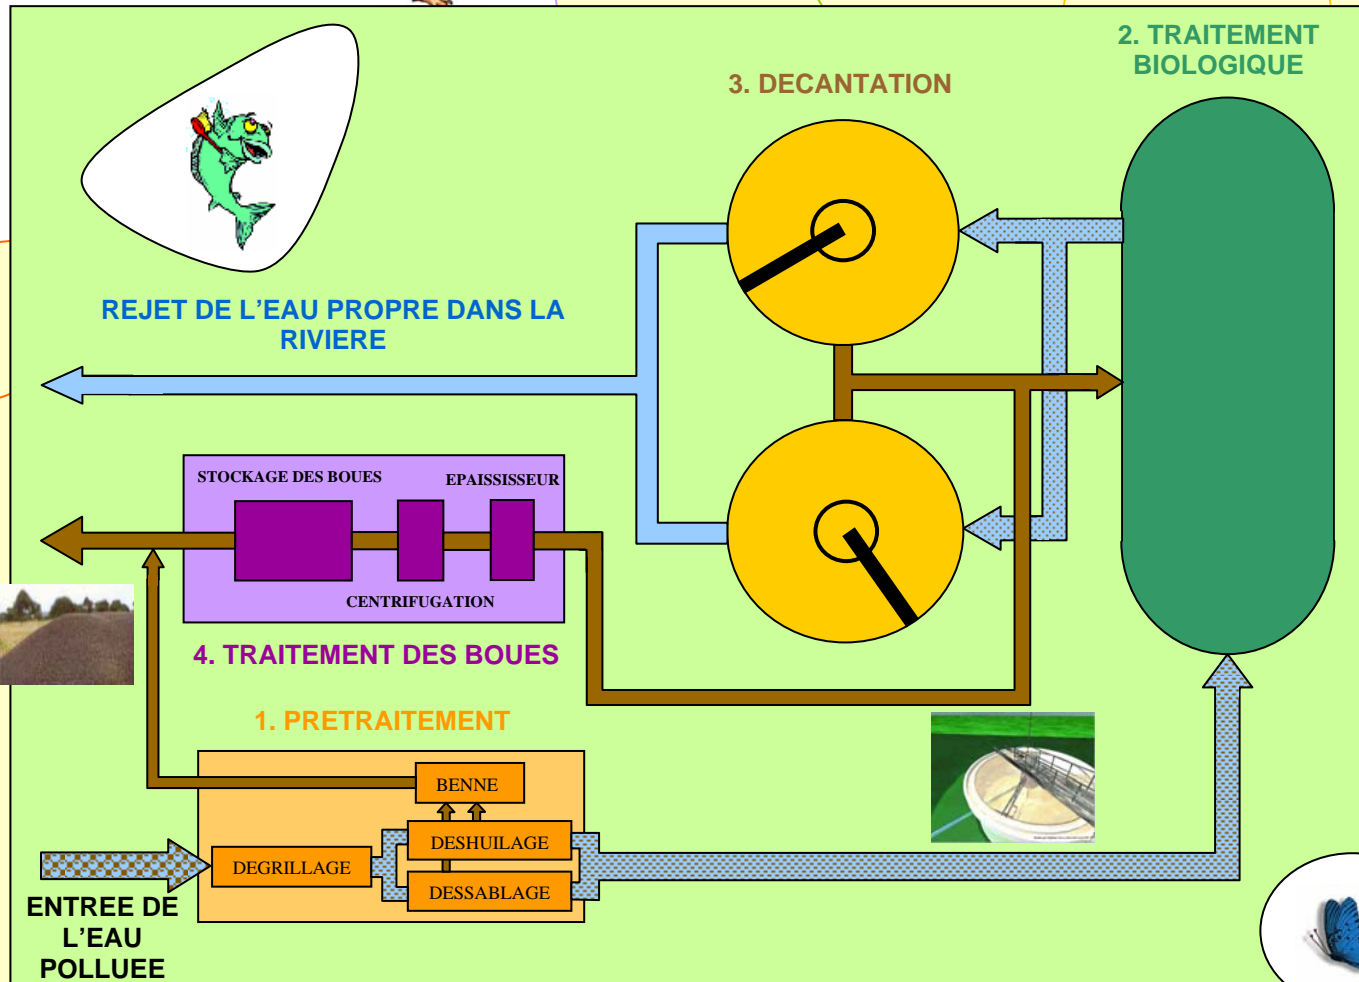 2. TRAITEMENT
BIOLOGIQUE
3. DECANTATION
REJET DE L'EAU PROPRE DANS LA
RIVIERE
STOCKAGE DES BOUES
EPAISSISSEUR
CENTRIFUGATION
4. TRAITEMENT DES BOUES
1. PRETRAITEMENT
BENNE
DESHUILAGE
DEGRILLAGE
DESSABLAGE
ENTREE DE
L'EAU
POLLUEE